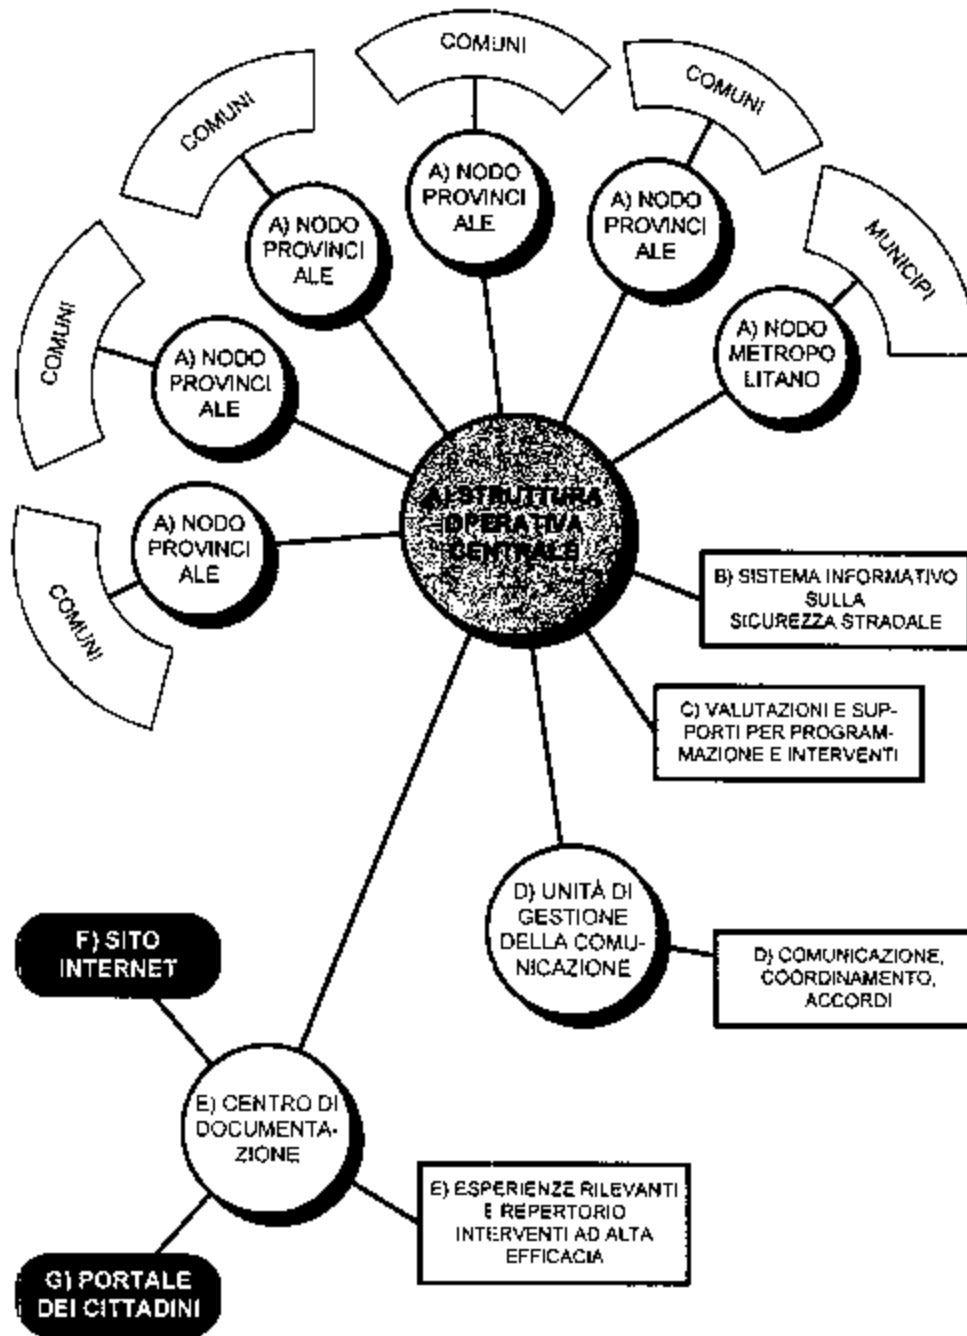 COMUNI
COMUNI
COMUNI
COMUNI
MUNICIPI
COMUNI
A) NODO
PROVINCI
ALE
A) NODO
PROVINCI
ALE
A) NODO
PROVINCI
ALE
A) NODO
METROPO
LITANO
A) NODO
PROVINCI
ALE
A) NODO
PROVINCI
ALE
COMUNI
A) STRUTTURA
OPERATIVA
CENTRALE
B) SISTEMA INFORMATIVO
SULLA
SICUREZZA STRADALE
C) VALUTAZIONI E SUP-
PORTI PER PROGRAM-
MAZIONE E INTERVENTI
D) UNITÀ DI
GESTIONE
DELLA COMU-
NICAZIONE
D) COMUNICAZIONE,
COORDINAMENTO,
ACCORDI
F) SITO
INTERNET
E) CENTRO DI
DOCUMENTA-
ZIONE
E) ESPERIENZE RILEVANTI
E REPERTORIO
INTERVENTI AD ALTA
EFFICACIA
G) PORTALE
DEI CITTADINI